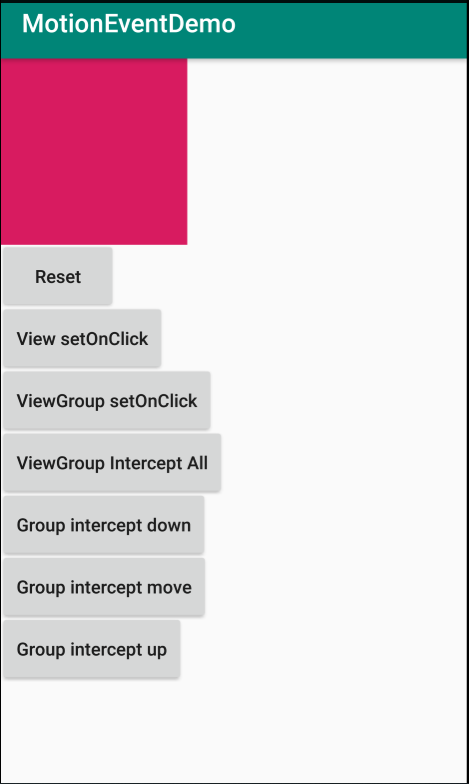 MotionEventDemo
Reset
View setOnClick
ViewGroup setOnClick
ViewGroup Intercept All
Group intercept down
Group intercept move
Group intercept up